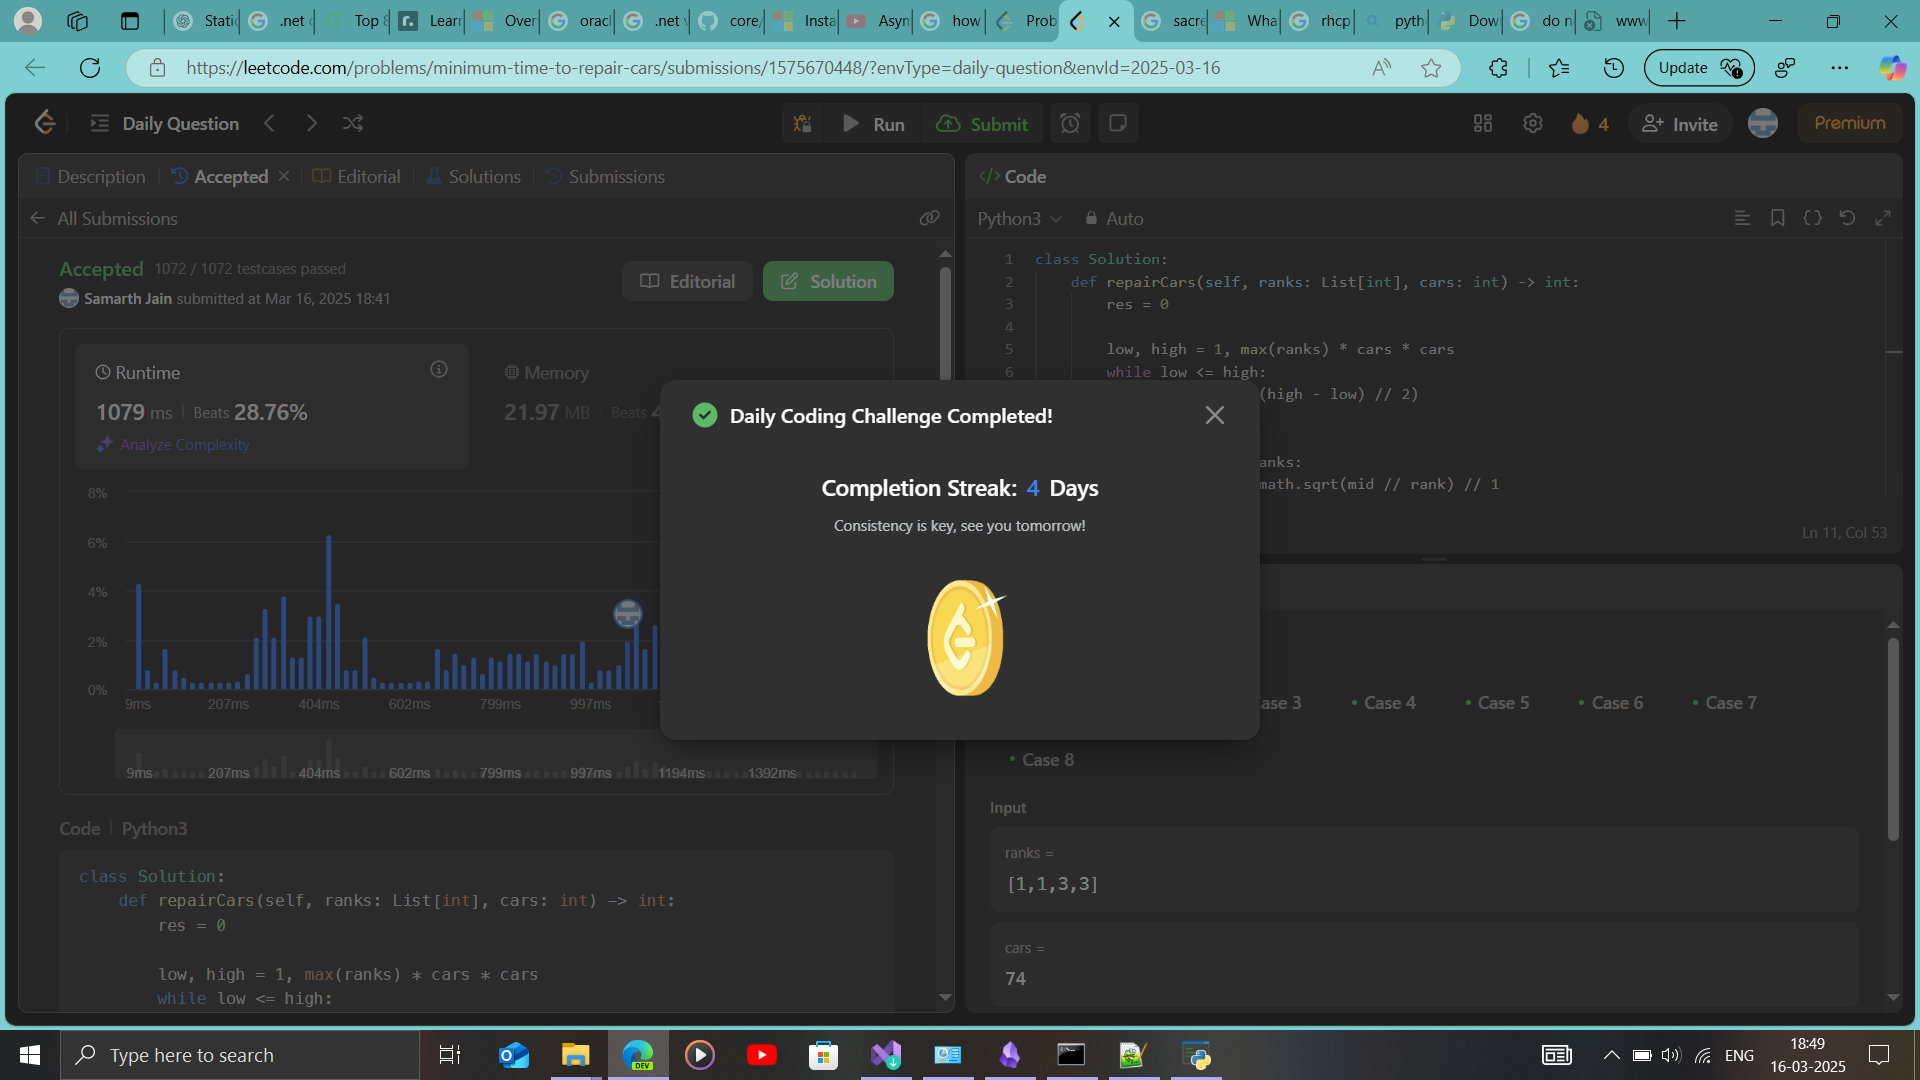 Static
.net c
Top 8
Learn
Over
oracl
.net v
core/
Insta
Asyn
how
Prob
sacre
Wha
rhcp
pyth
Dow
do n
www
https://leetcode.com/problems/minimum-time-to-repair-cars/submissions/1575670448/?envType=daily-question&envId=2025-03-16
Update
Daily Question
Run
Submit
4
Invite
Premium
Description
Accepted
Editorial
Solutions
Submissions
All Submissions
Accepted 1072 / 1072 testcases passed
Samarth Jain submitted at Mar 16, 2025 18:41
Editorial
Solution
Runtime
1079 ms | Beats 28.76%
Analyze Complexity
Memory
21.97 MB | Beats 4
8%
6%
4%
2%
0%
9ms 207ms 404ms 602ms 799ms 997ms
9ms 207ms 404ms 602ms 799ms 997ms 1194ms 1392ms
Code | Python3
class Solution:
def repairCars(self, ranks: List[int], cars: int) -> int:
res = 0
low, high = 1, max(ranks) * cars * cars
while low <= high:
Code
Python3
Auto
1 class Solution:
2 def repairCars(self, ranks: List[int], cars: int) -> int:
3 res = 0
4
5 low, high = 1, max(ranks) * cars * cars
6 while low <= high:
(high - low) // 2)
anks:
math.sqrt(mid // rank) // 1
Ln 11, Col 53
Daily Coding Challenge Completed!
Completion Streak: 4 Days
Consistency is key, see you tomorrow!
ase 3
Case 4
Case 5
Case 6
Case 7
Case 8
Input
ranks =
[1,1,3,3]
cars =
74
Type here to search
DEV
ENG
18:49
16-03-2025